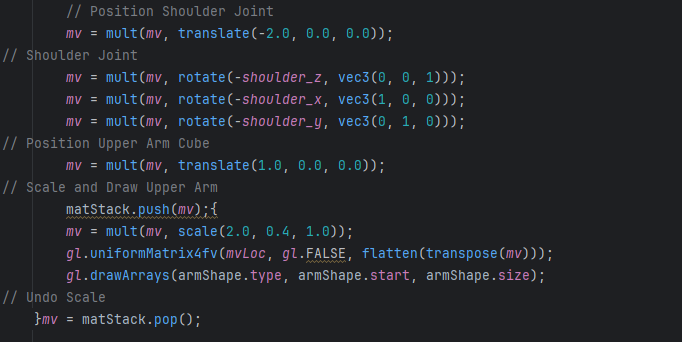 // Position Shoulder Joint
mv = mult(mv, translate(-2.0, 0.0, 0.0));
// Shoulder Joint
mv = mult(mv, rotate(-shoulder_z, vec3(0, 0, 1)));
mv = mult(mv, rotate(-shoulder_x, vec3(1, 0, 0)));
mv = mult(mv, rotate(-shoulder_y, vec3(0, 1, 0)));
// Position Upper Arm Cube
mv = mult(mv, translate(1.0, 0.0, 0.0));
// Scale and Draw Upper Arm
matStack.push(mv);{
mv = mult(mv, scale(2.0, 0.4, 1.0));
gl.uniformMatrix4fv(mvLoc, gl.FALSE, flatten(transpose(mv)));
gl.drawArrays(armShape.type, armShape.start, armShape.size);
// Undo Scale
}mv = matStack.pop();